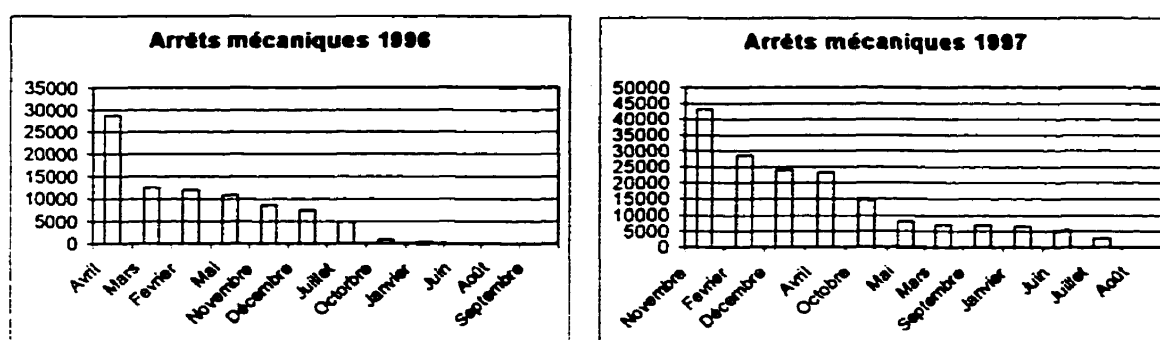 Arrêts mécaniques 1996
35000
30000
25000
20000
15000
10000
5000
0
Avril
Mars
Fevrier
Mai
Novembre
Décembre
Juillet
Octorbre
Janvier
Juin
Août
Septembre
Arrêts mécaniques 1997
50000
45000
40000
35000
30000
25000
20000
15000
10000
5000
0
Novembre
Fevrier
Décembre
Avril
Octobre
Mai
Mars
Septembre
Janvier
Juin
Juillet
Août